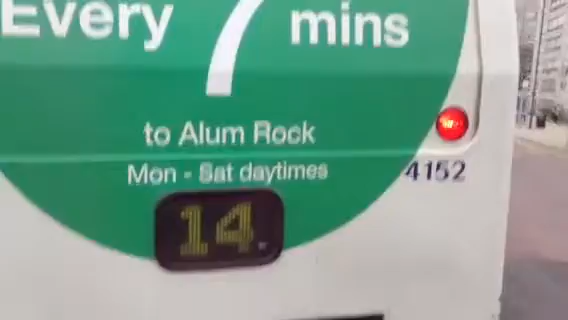 Every 7 mins
to Alum Rock
Mon - Sat daytimes
4152
14